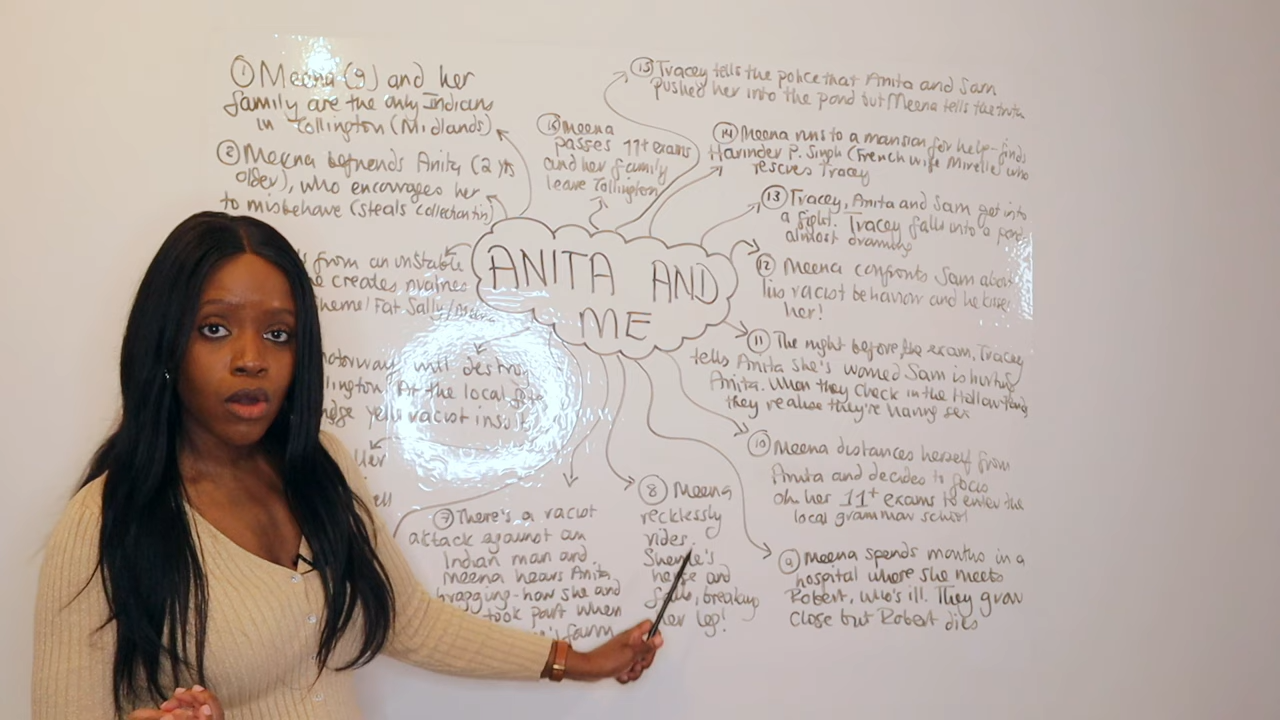 ① Meena (9) and her
family are the only Indians
in Tollington (Midlands)
② Meena befriends Anita (2 yrs
older), who encourages her
to misbehave (steals collection tin)
from an unstable
creates
Fat Sally
motorway will destroy
At the local
yells racist
Her
⑦ There's a racist
attack against an
Indian man and
Meena hears Anita
bragging how she and
took part when
farm
⑧ Meena
recklessly
rides
horse and
falls, breaking
her leg!
⑨ Meena spends months in a
hospital where she meets
Robert, who's ill. They grow
close but Robert dies
⑩ Meena distances herself from
Anita and decides to focus
on her 11+ exams to enter the
local grammar school
⑪ The night before the exam, Tracey
tells Anita she's worried Sam is hurting
Anita. When they check in the Hollow Ponds,
they realise they're having sex
⑫ Meena confronts Sam about
his racist behaviour and he kisses
her!
⑬ Tracey, Anita and Sam get into
a fight. Tracey falls into a pond,
almost drowning
⑭ Meena runs to a mansion for help - finds
Harinder P. Singh (French wife Mireille) who
rescues Tracey
⑮ Tracey tells the police that Anita and Sam
pushed her into the pond but Meena tells the truth
⑯ Meena
passes 11+ exams
and her family
leave Tollington
ANITA AND
ME